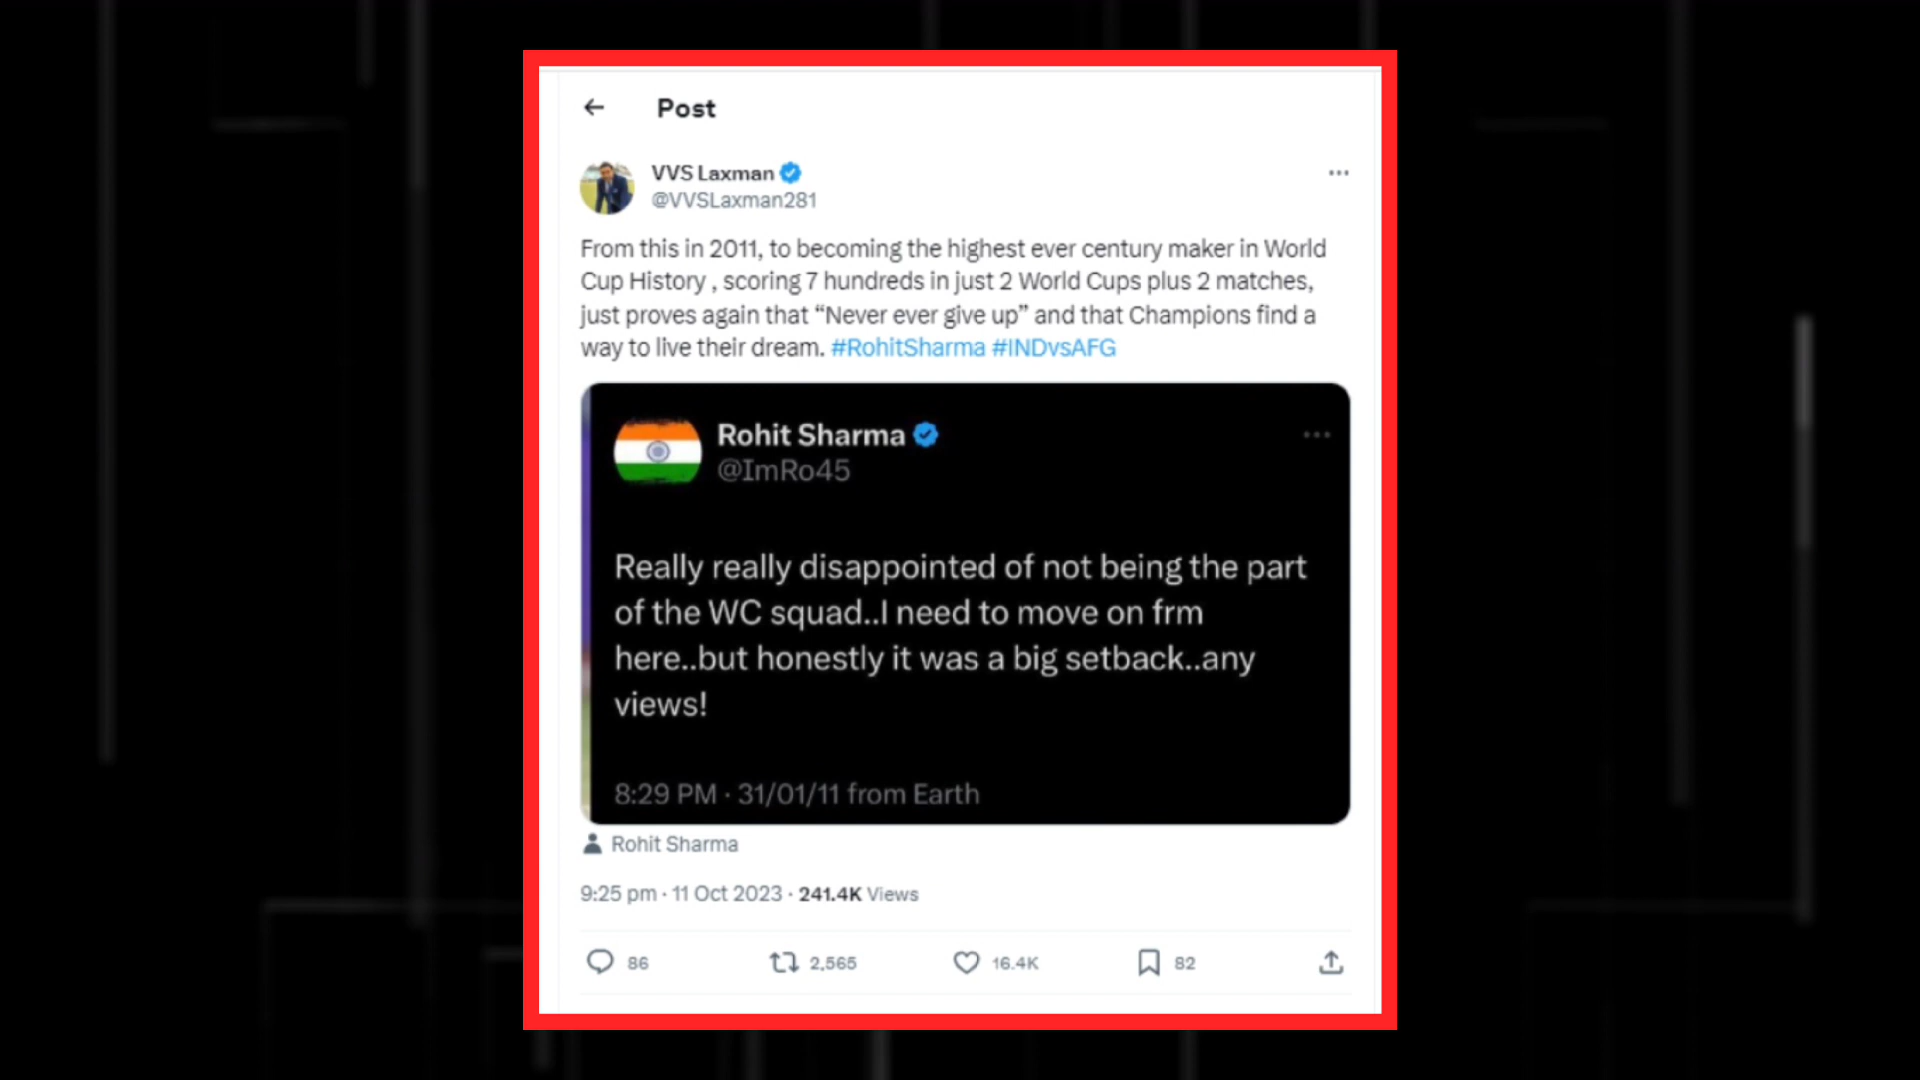 Post
VVS Laxman
@VVSLaxman281
From this in 2011, to becoming the highest ever century maker in World
Cup History , scoring 7 hundreds in just 2 World Cups plus 2 matches,
just proves again that “Never ever give up” and that Champions find a
way to live their dream. #RohitSharma #INDvsAFG
Rohit Sharma
@ImRo45
Really really disappointed of not being the part
of the WC squad..I need to move on frm
here..but honestly it was a big setback..any
views!
8:29 PM · 31/01/11 from Earth
Rohit Sharma
9:25 pm · 11 Oct 2023 · 241.4K Views
86 2,565 16.4K 82